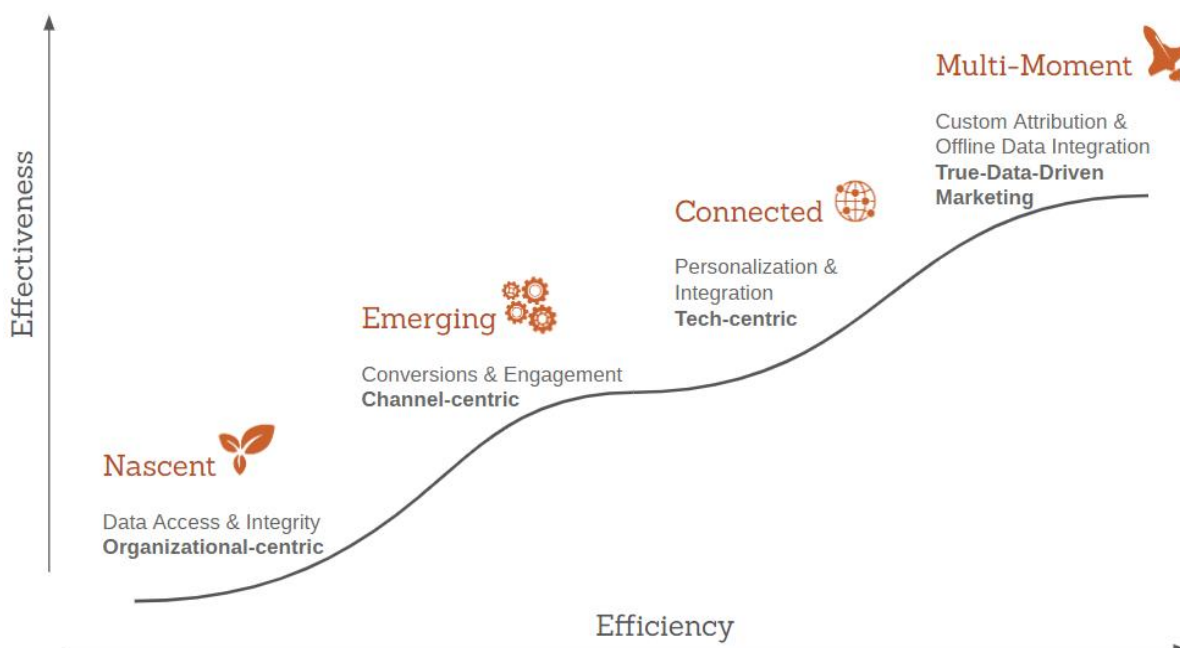 Multi-Moment
Custom Attribution &
Offline Data Integration
True-Data-Driven
Marketing
Connected
Personalization &
Integration
Tech-centric
Emerging
Conversions & Engagement
Channel-centric
Nascent
Data Access & Integrity
Organizational-centric
Effectiveness
Efficiency